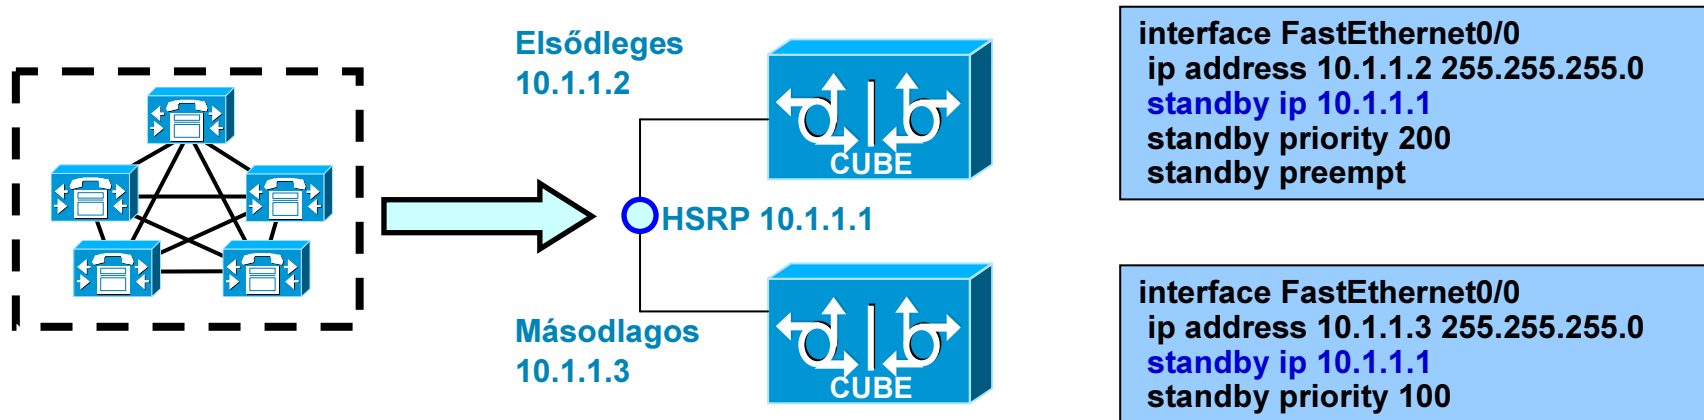 Elsődleges
10.1.1.2
CUBE
HSRP 10.1.1.1
Másodlagos
10.1.1.3
CUBE
interface FastEthernet0/0
ip address 10.1.1.2 255.255.255.0
standby ip 10.1.1.1
standby priority 200
standby preempt
interface FastEthernet0/0
ip address 10.1.1.3 255.255.255.0
standby ip 10.1.1.1
standby priority 100